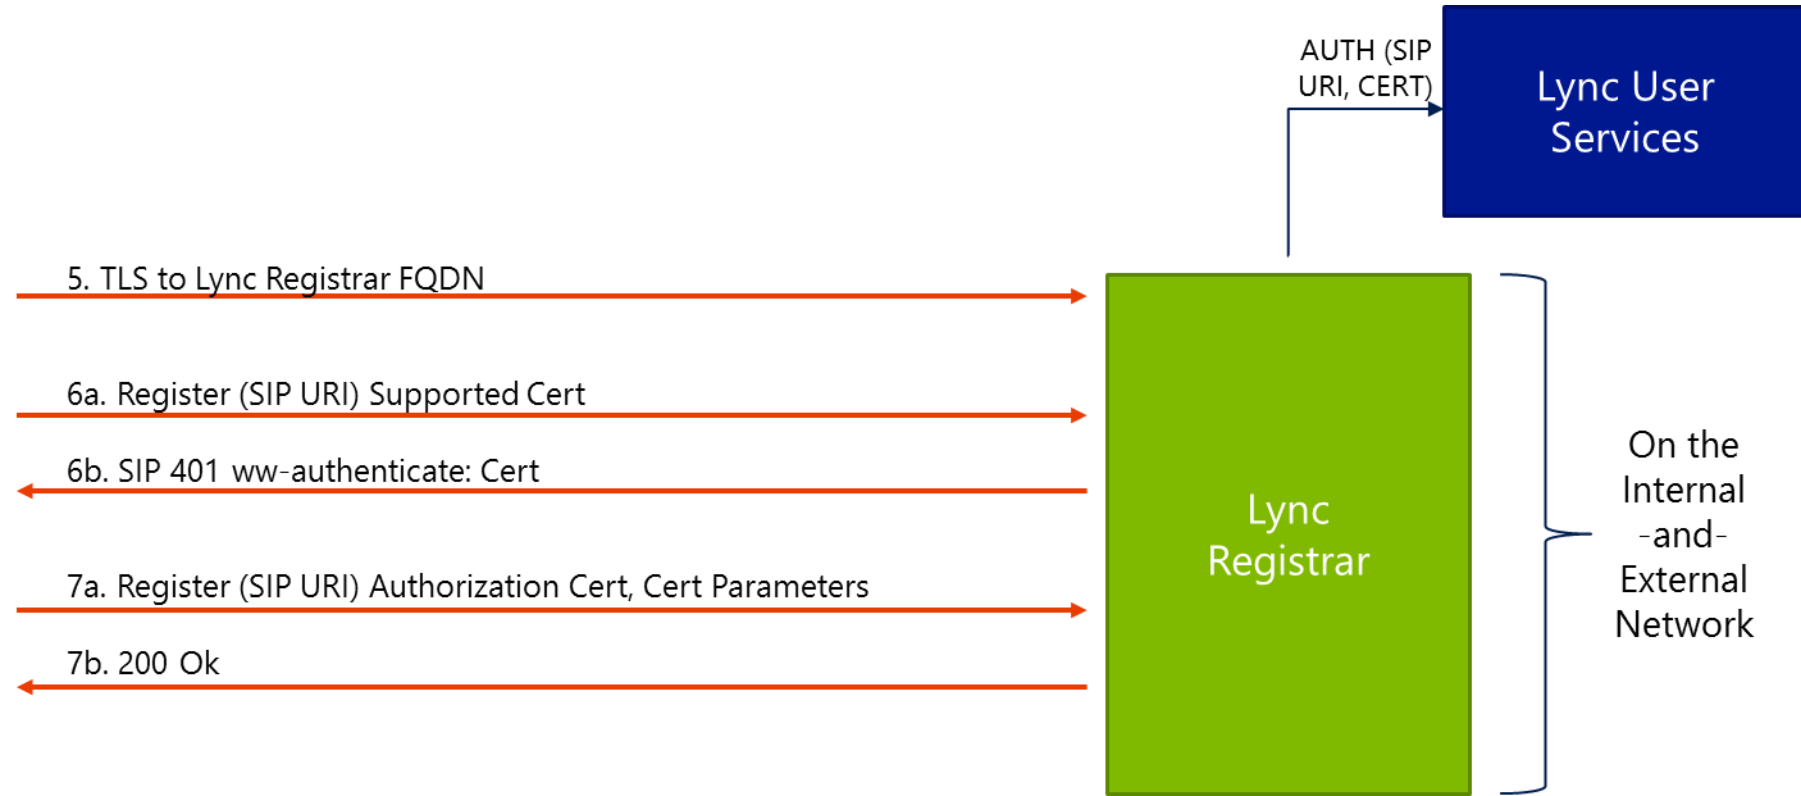 AUTH (SIP
URI, CERT)
Lync User
Services
5. TLS to Lync Registrar FQDN
6a. Register (SIP URI) Supported Cert
6b. SIP 401 ww-authenticate: Cert
7a. Register (SIP URI) Authorization Cert, Cert Parameters
7b. 200 Ok
Lync
Registrar
On the
Internal
-and-
External
Network